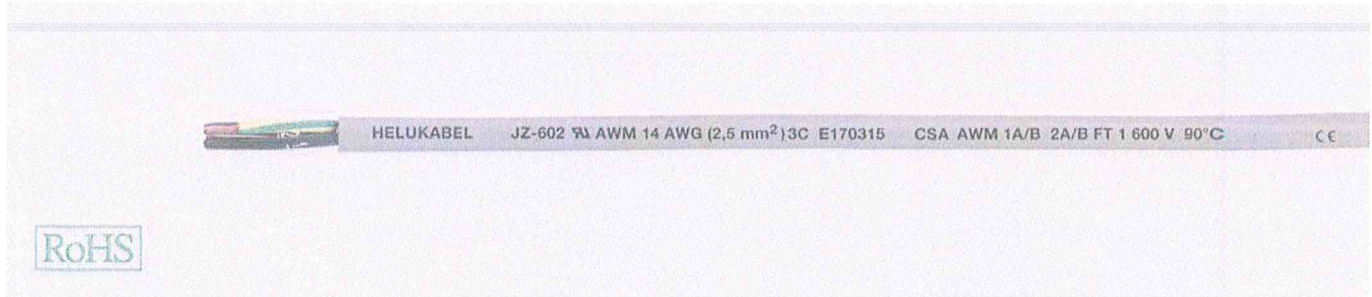 HELUKABEL JZ-602 AWM 14 AWG (2,5 mm²) 3C E170315 CSA AWM 1A/B 2A/B FT 1 600 V 90°C CE
RoHS